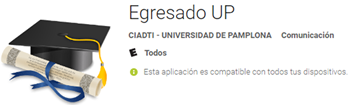 Egresado UP
CIADTI - UNIVERSIDAD DE PAMPLONA Comunicación
E Todos
Esta aplicación es compatible con todos tus dispositivos.